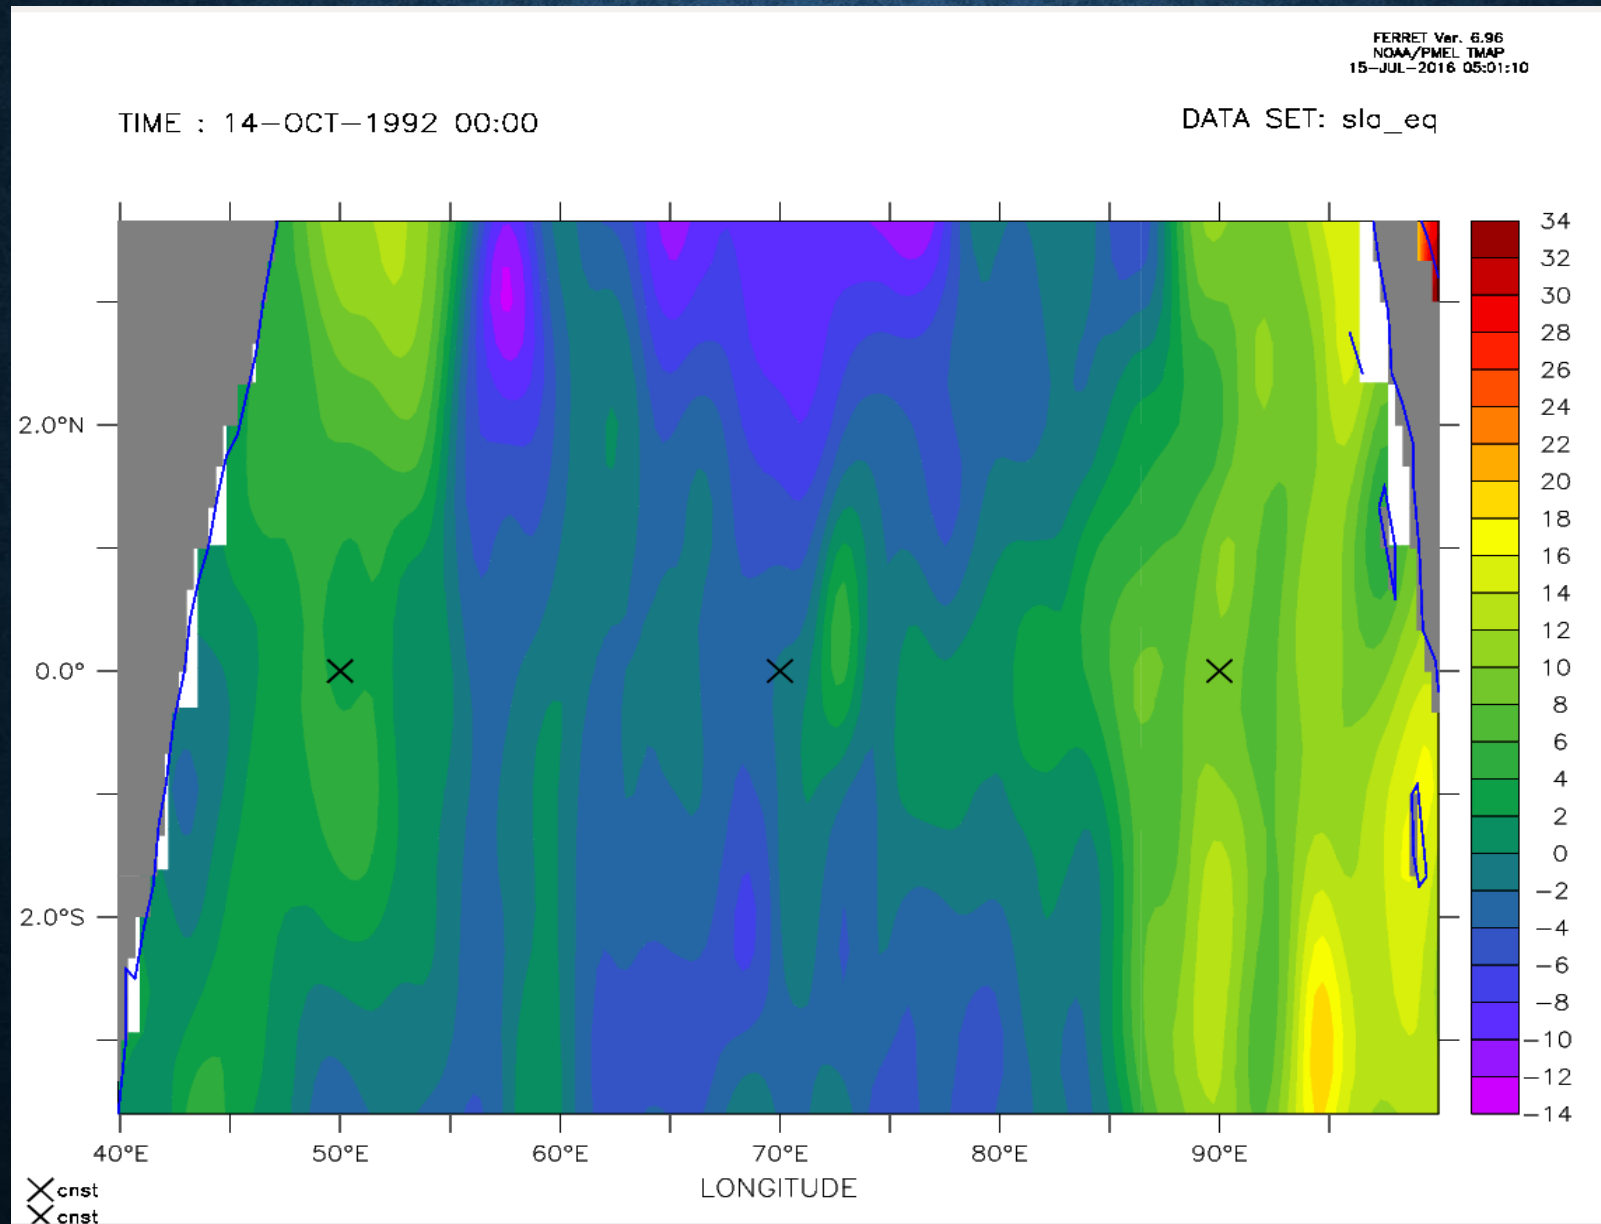 FERRET Ver. 6.96
NOAA/PMEL TMAP
15-JUL-2016 05:01:10
TIME : 14-OCT-1992 00:00
DATA SET: sla_eq
34
32
30
28
26
24
22
20
18
16
14
12
10
8
6
4
2
0
-2
-4
-6
-8
-10
-12
-14
2.0°N
0.0°
2.0°S
40°E 50°E 60°E 70°E 80°E 90°E
LONGITUDE
cnst
cnst